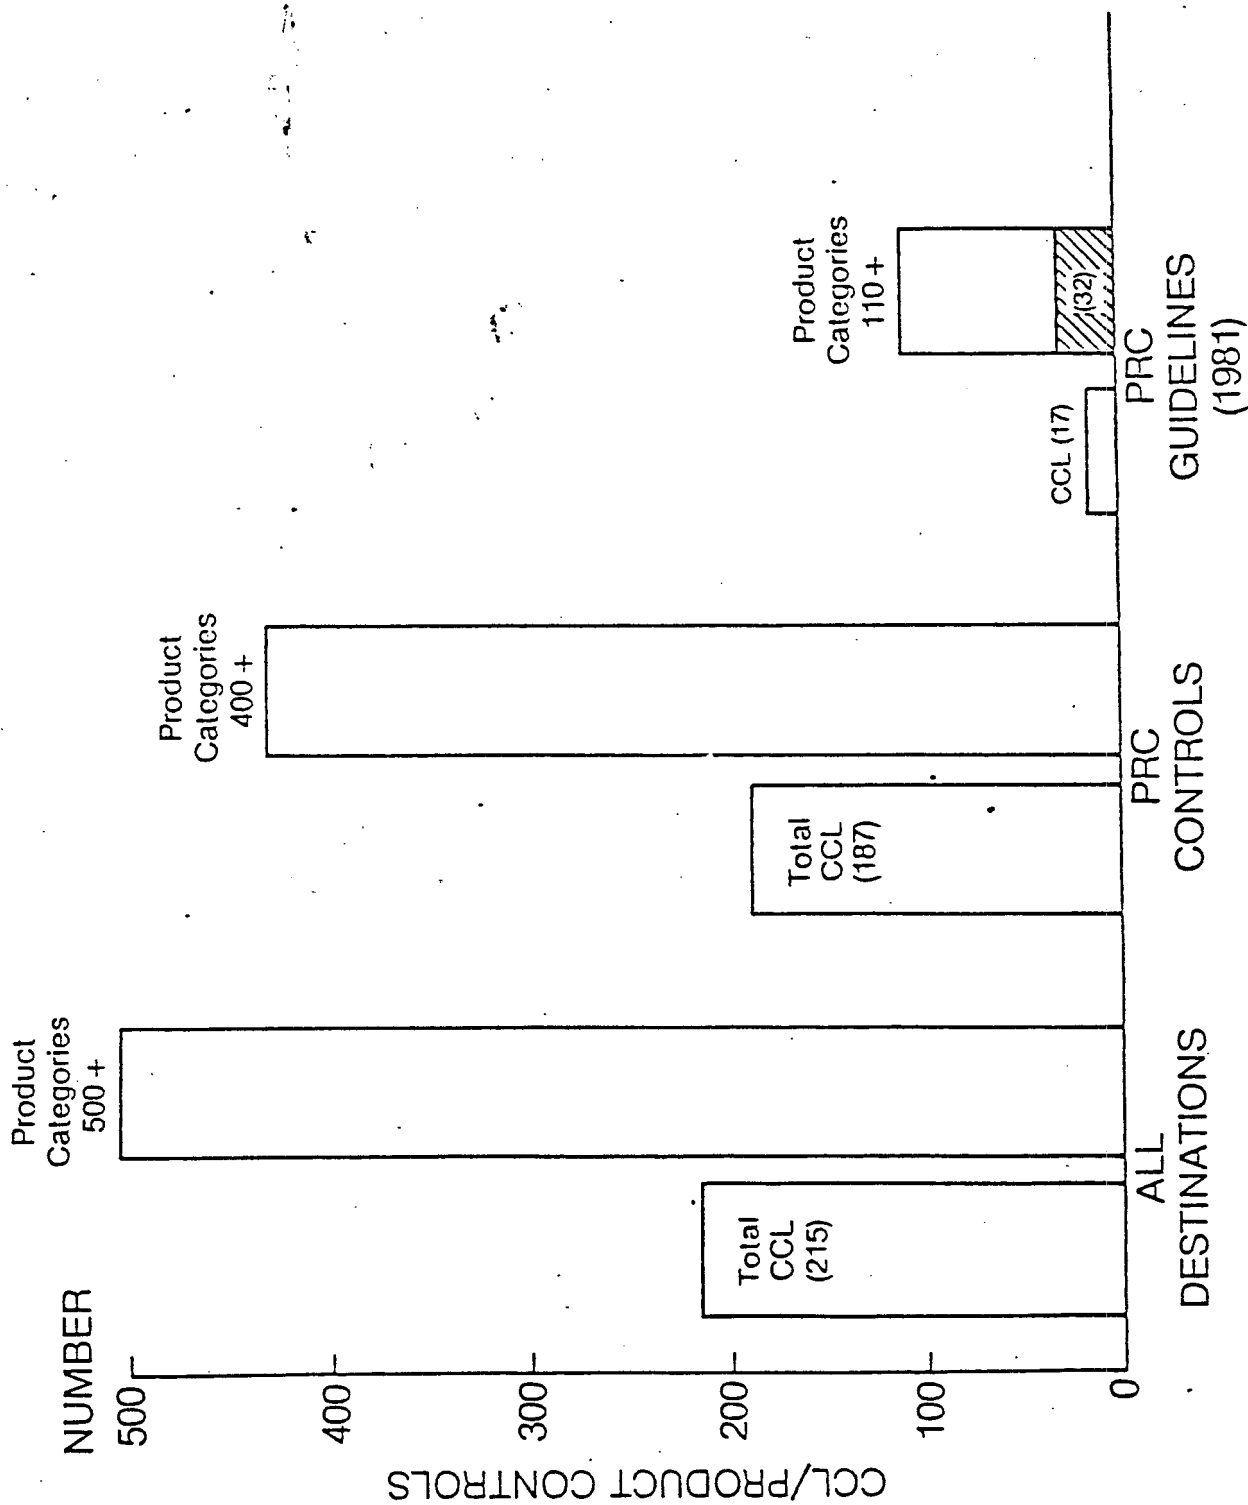 NUMBER
CCL/PRODUCT CONTROLS
500
400
300
200
100
0
Total
CCL
(215)
Product
Categories
500 +
ALL
DESTINATIONS
Total
CCL
(187)
Product
Categories
400 +
PRC
CONTROLS
CCL (17)
Product
Categories
110 +
(32)
PRC
GUIDELINES
(1981)